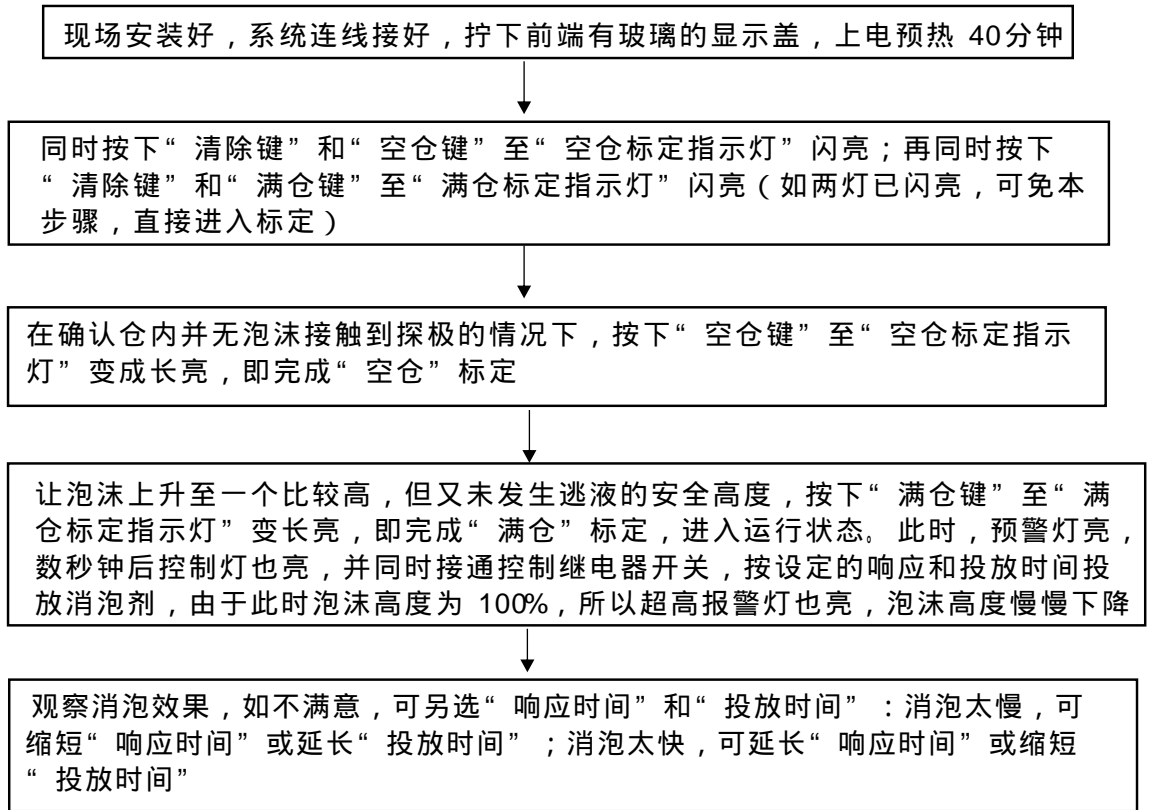 现场安装好，系统连线接好，拧下前端有玻璃的显示盖，上电预热 40分钟
同时按下“清除键”和“空仓键”至“空仓标定指示灯”闪亮；再同时按下
“清除键”和“满仓键”至“满仓标定指示灯”闪亮（如两灯已闪亮，可免本
步骤，直接进入标定）
在确认仓内并无泡沫接触到探极的情况下，按下“空仓键”至“空仓标定指示
灯”变成长亮，即完成“空仓”标定
让泡沫上升至一个比较高，但又未发生逃液的安全高度，按下“满仓键”至“满
仓标定指示灯”变长亮，即完成“满仓”标定，进入运行状态。此时，预警灯亮，
数秒钟后控制灯也亮，并同时接通控制继电器开关，按设定的响应和投放时间投
放消泡剂，由于此时泡沫高度为 100%，所以超高报警灯也亮，泡沫高度慢慢下降
观察消泡效果，如不满意，可另选“响应时间”和“投放时间”：消泡太慢，可
缩短“响应时间”或延长“投放时间”；消泡太快，可延长“响应时间”或缩短
“投放时间”